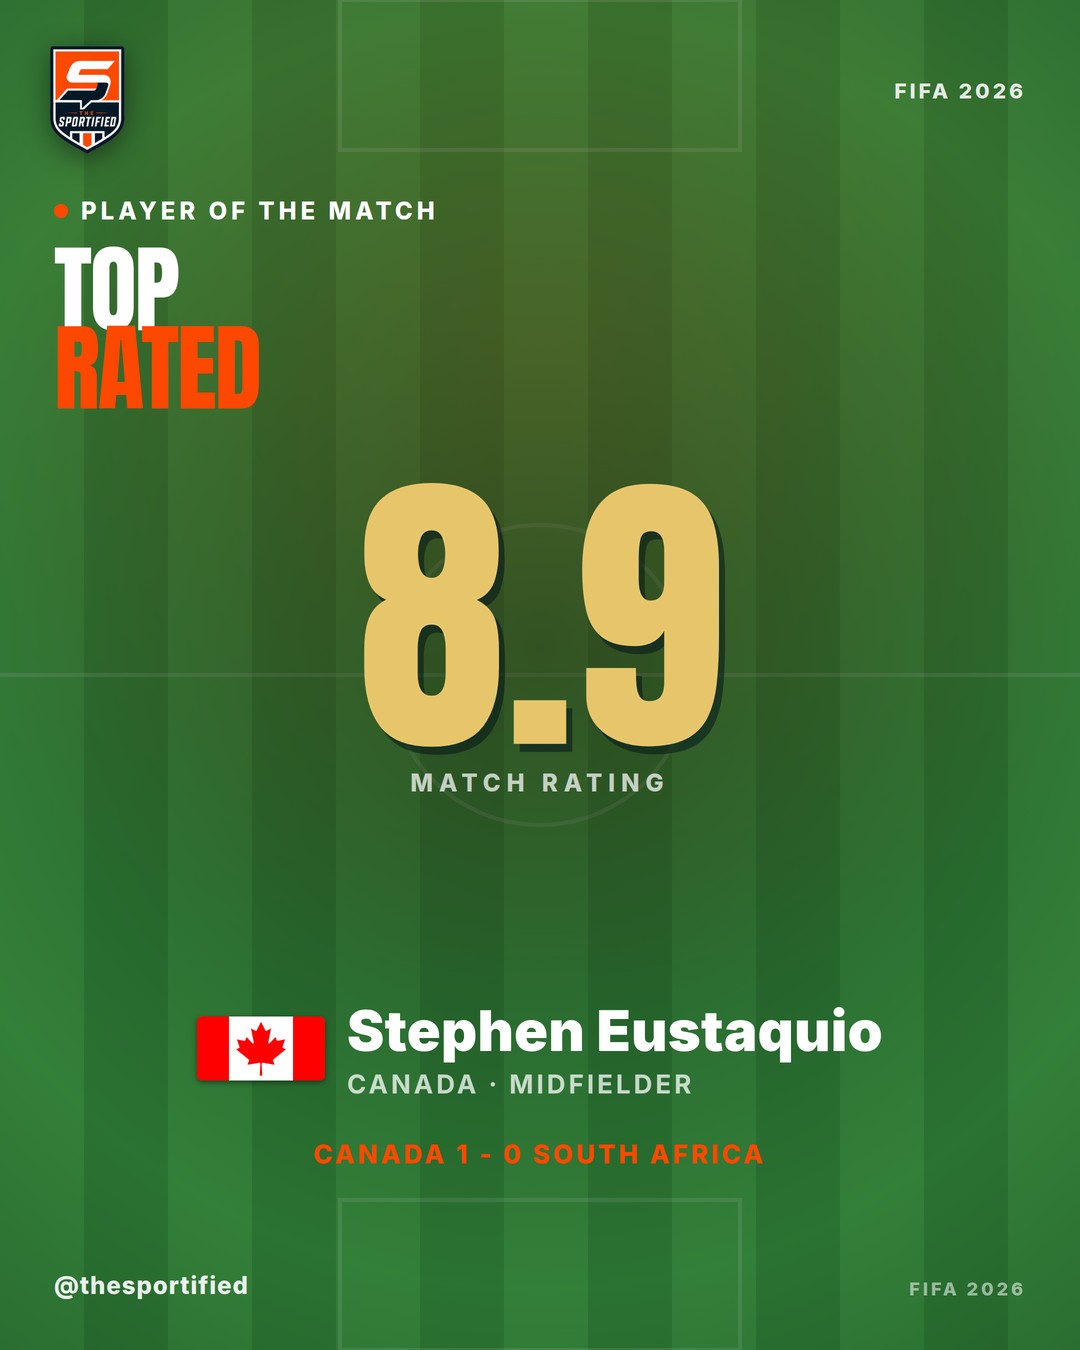 S
THE
SPORTIFIED
FIFA 2026
PLAYER OF THE MATCH
TOP
RATED
8.9
MATCH RATING
Stephen Eustaquio
CANADA · MIDFIELDER
CANADA 1 - 0 SOUTH AFRICA
@thesportified
FIFA 2026